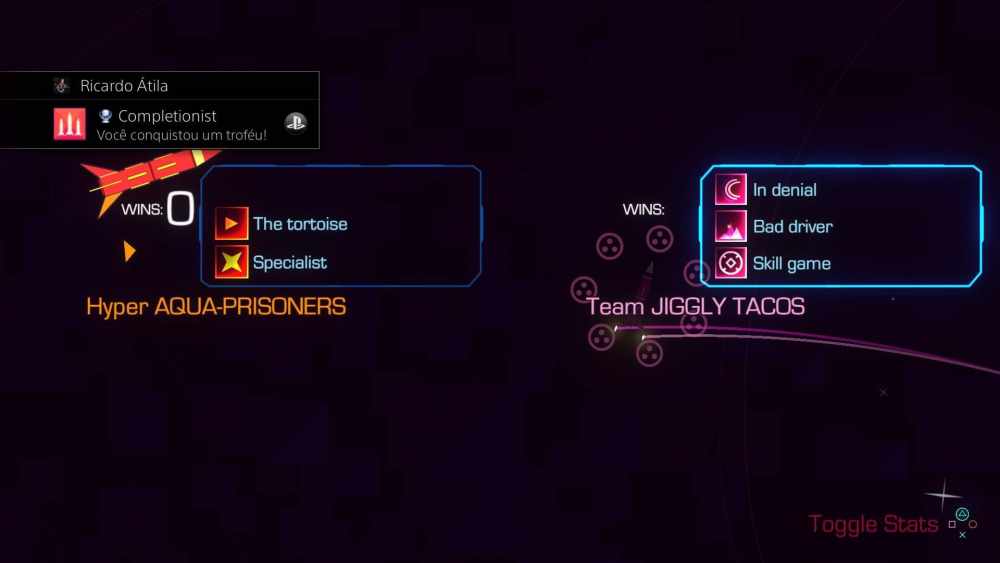 Ricardo Átila
Completionist
Você conquistou um troféu!
WINS: 0
The tortoise
Specialist
Hyper AQUA-PRISONERS
WINS:
In denial
Bad driver
Skill game
Team JIGGLY TACOS
Toggle Stats